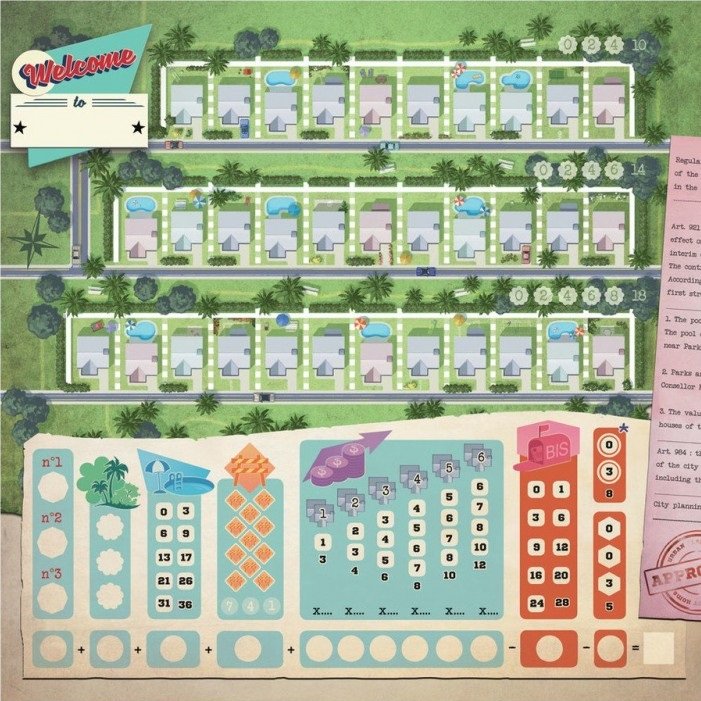 Welcome
to
0 2 4 10
0 2 4 6 14
0 2 4 6 8 18
Regula
of the
in the
Art. 921
effect o
interim
The cont
Accordin
first str
1. The poo
The pool
near Park
2. Parks a
Consellor
3. The valu
houses of t
Art. 984 : th
of the city
including th
City plannin
APPRO
n°1
n°2
n°3
0 3
6 9
13 17
21 26
31 36
7 4 1
1 2 3 4 5 6
1 3
2 3 4
3 4 5 6
4 5 6 7 8
5 6 7 8 10
6 7 8 10 12
X.... X.... X.... X.... X.... X....
BIS
0 1
3 6
9 12
16 20
24 28
*
0
3
8
0
0
3
5
+ + + + - - =